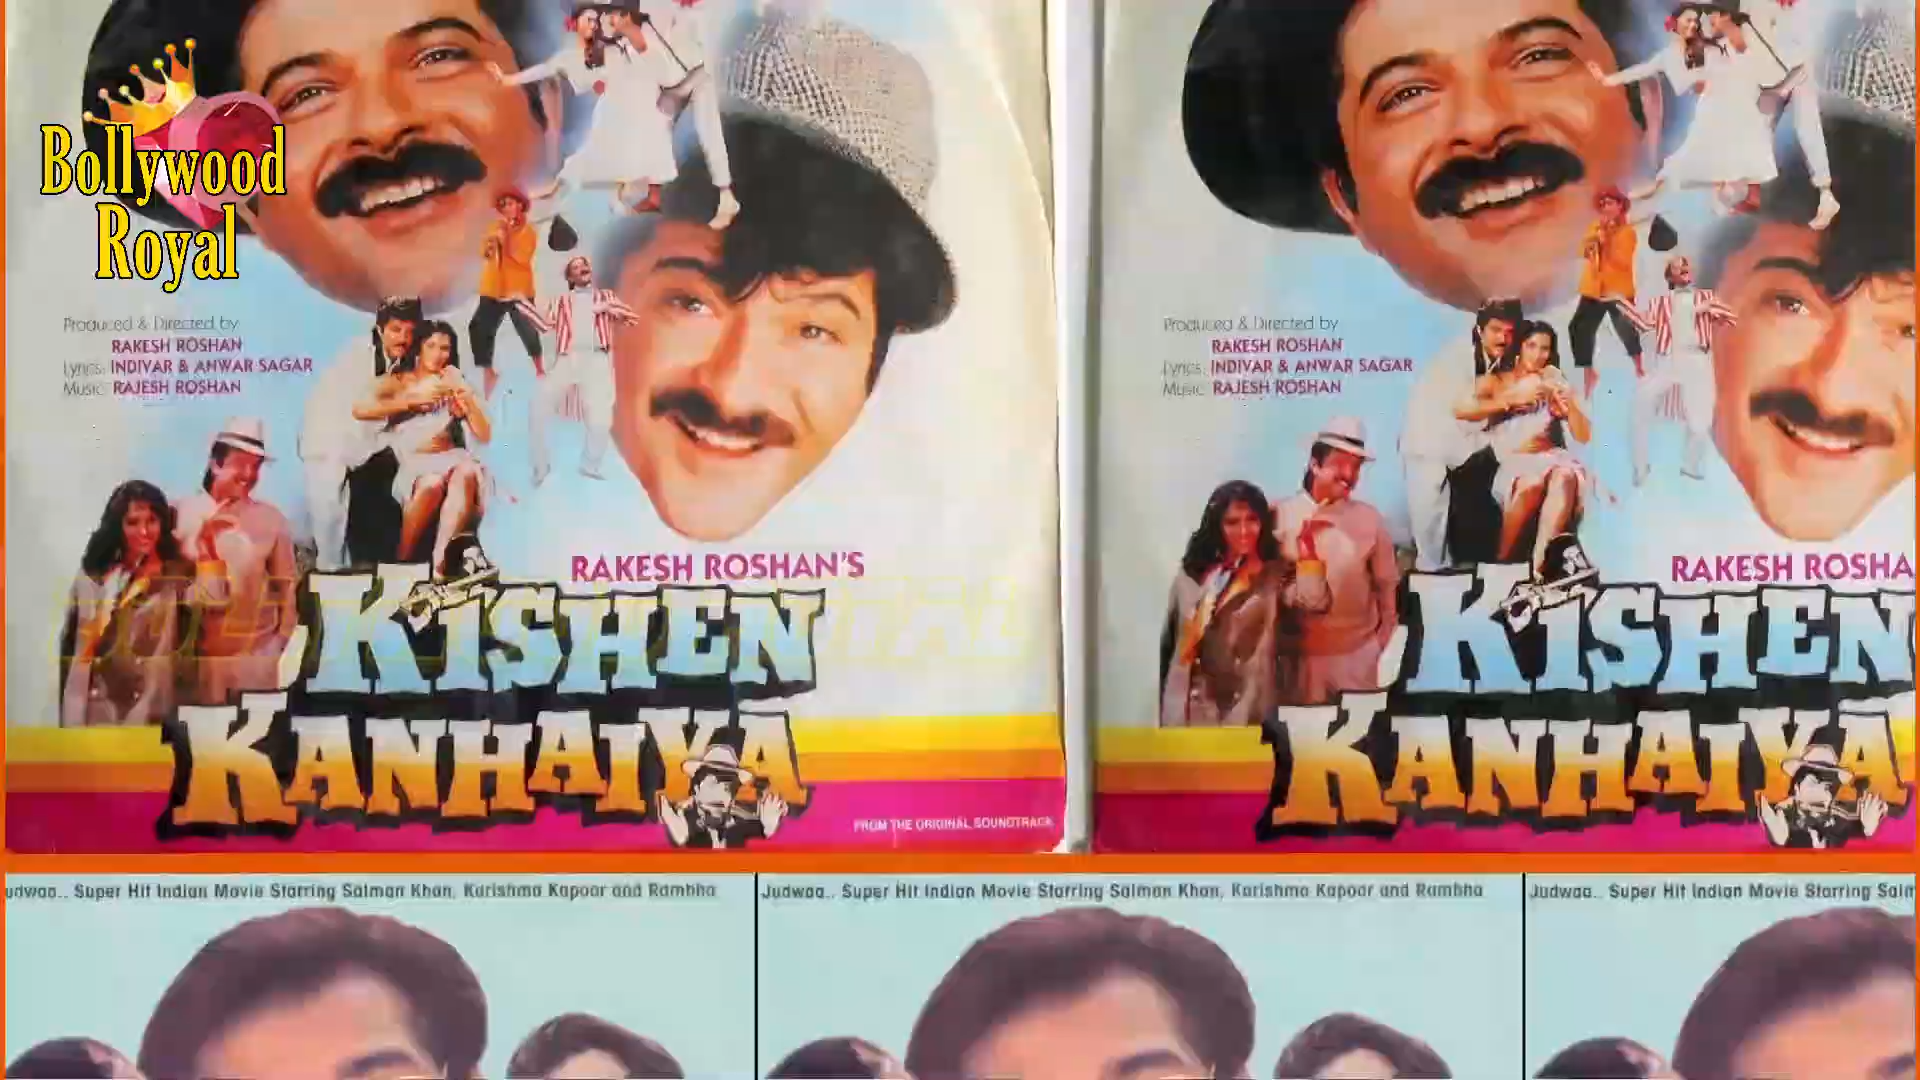 Bollywood
Royal
Produced & Directed by
RAKESH ROSHAN
Lyrics: INDIVAR & ANWAR SAGAR
Music: RAJESH ROSHAN
RAKESH ROSHAN'S
KISHEN
KANHAIYA
FROM THE ORIGINAL SOUNDTRACK
Produced & Directed by
RAKESH ROSHAN
Lyrics: INDIVAR & ANWAR SAGAR
Music: RAJESH ROSHAN
RAKESH ROSHA
KISHEN
KANHAIYA
udwaa.. Super Hit Indian Movie Starring Salman Khan, Karishma Kapoor and Rambha
Judwaa.. Super Hit Indian Movie Starring Salman Khan, Karishma Kapoor and Rambha
Judwaa.. Super Hit Indian Movie Starring Salm